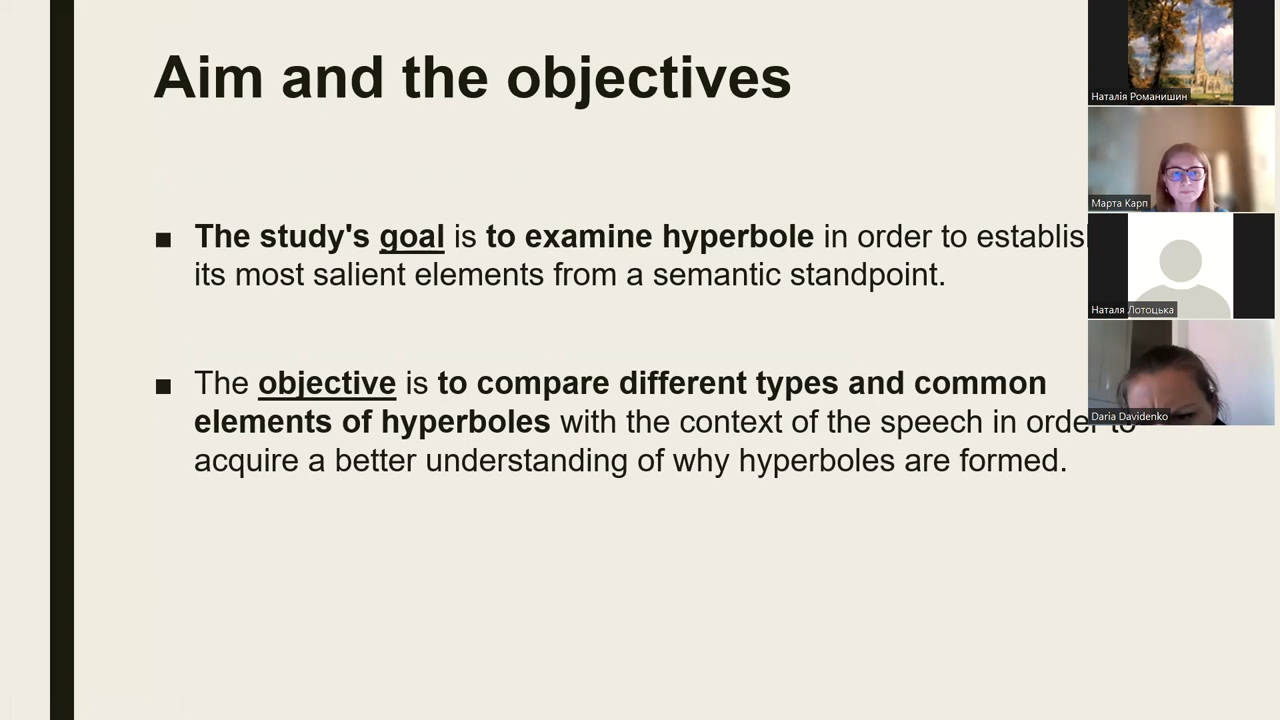 Aim and the objectives
■ The study's goal is to examine hyperbole in order to establis
its most salient elements from a semantic standpoint.
■ The objective is to compare different types and common
elements of hyperboles with the context of the speech in order to
acquire a better understanding of why hyperboles are formed.
Наталія Романишин
Марта Карп
Наталя Лотоцька
Daria Davidenko